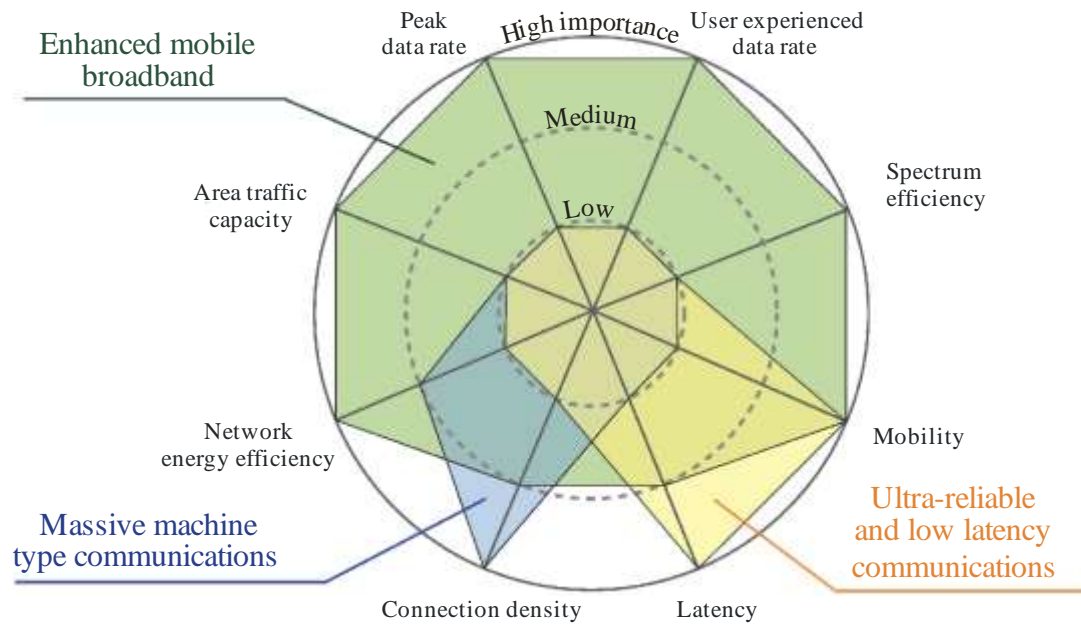 Peak
data rate
High importance
User experienced
data rate
Enhanced mobile
broadband
Medium
Area traffic
capacity
Spectrum
efficiency
Low
Network
energy efficiency
Mobility
Massive machine
type communications
Ultra-reliable
and low latency
communications
Connection density
Latency